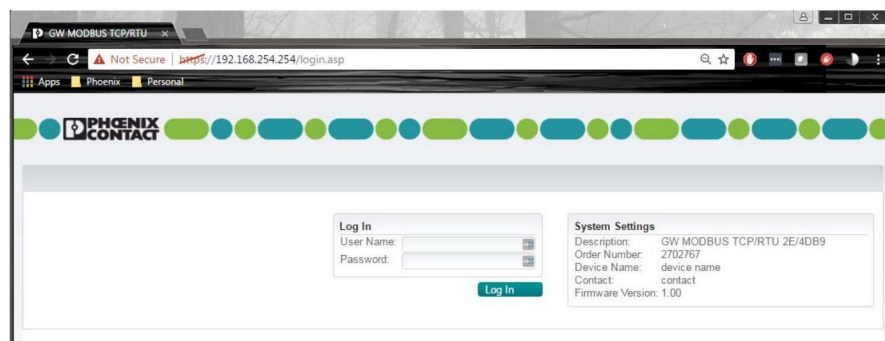 GW MODBUS TCP/RTU
Not Secure | https://192.168.254.254/login.asp
Apps Phoenix Personal
PHŒNIX
CONTACT
Log In
User Name:
Password:
Log In
System Settings
Description: GW MODBUS TCP/RTU 2E/4DB9
Order Number: 2702767
Device Name: device name
Contact: contact
Firmware Version: 1.00